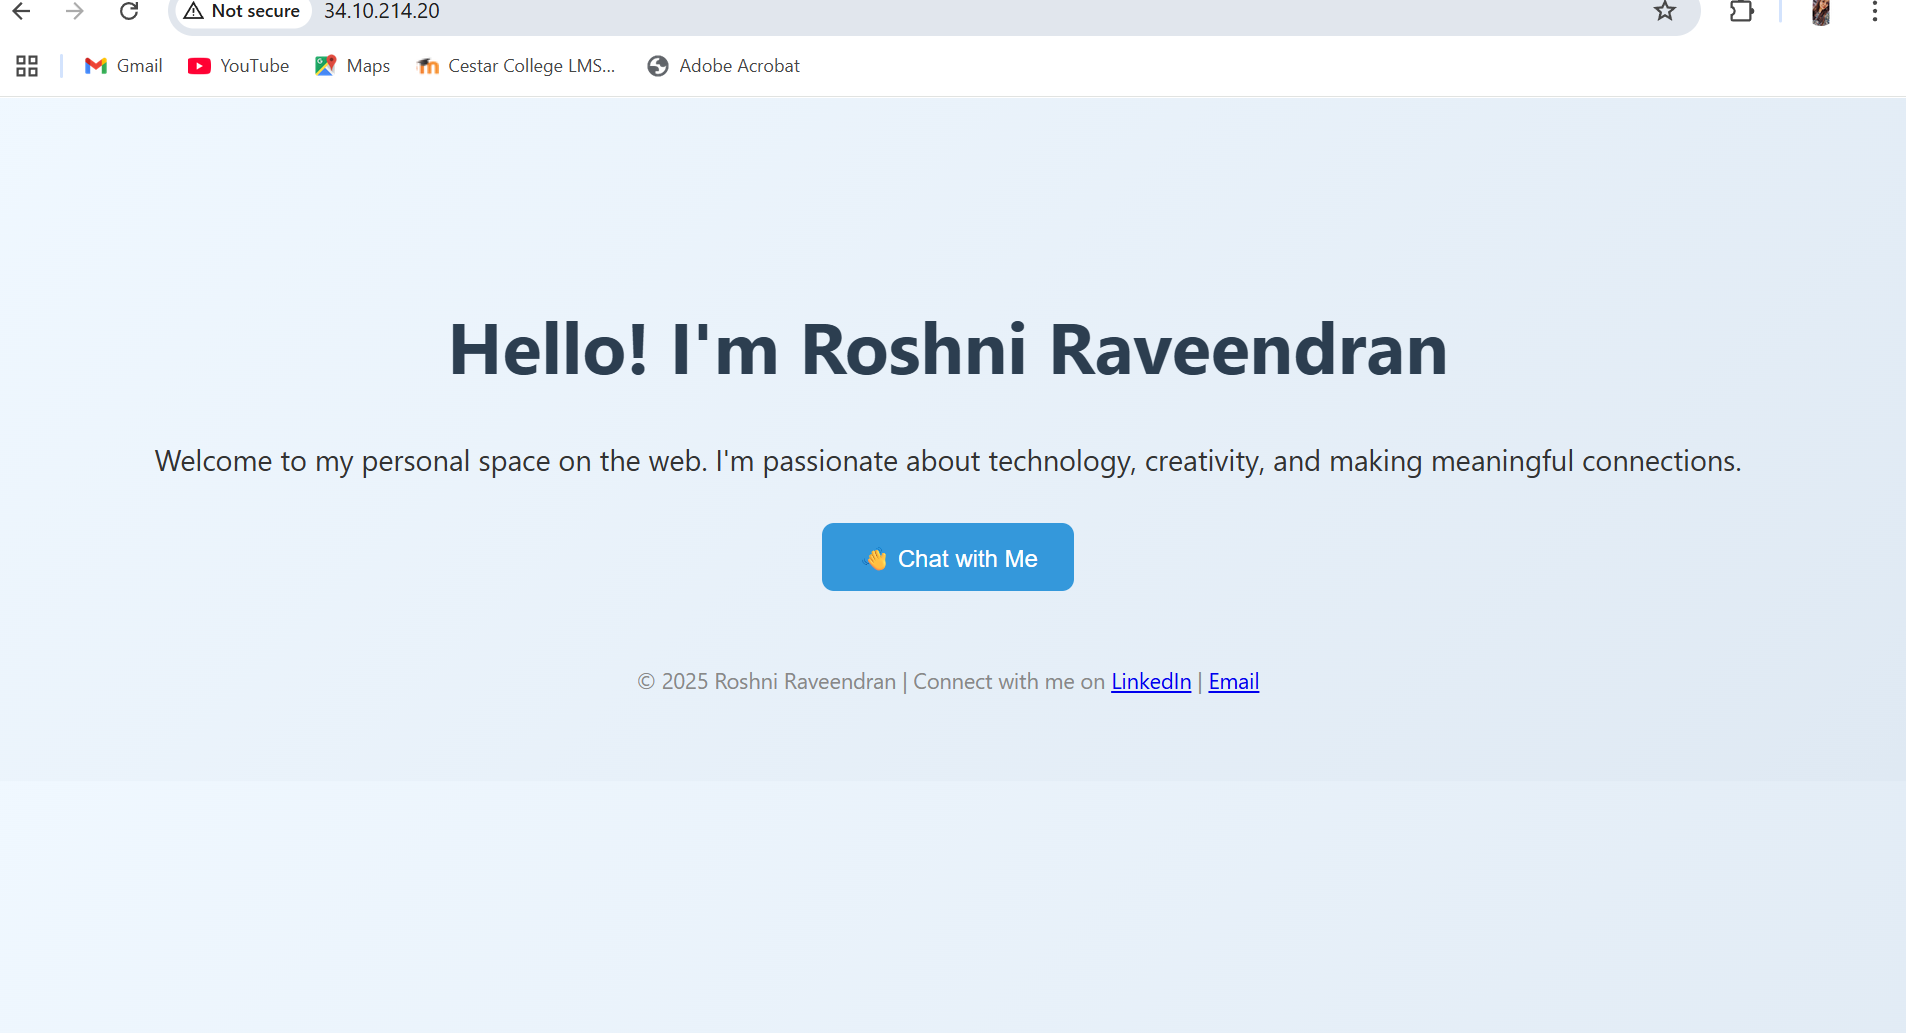 Not secure 34.10.214.20
Gmail YouTube Maps Cestar College LMS... Adobe Acrobat
Hello! I'm Roshni Raveendran
Welcome to my personal space on the web. I'm passionate about technology, creativity, and making meaningful connections.
👋 Chat with Me
© 2025 Roshni Raveendran | Connect with me on LinkedIn | Email